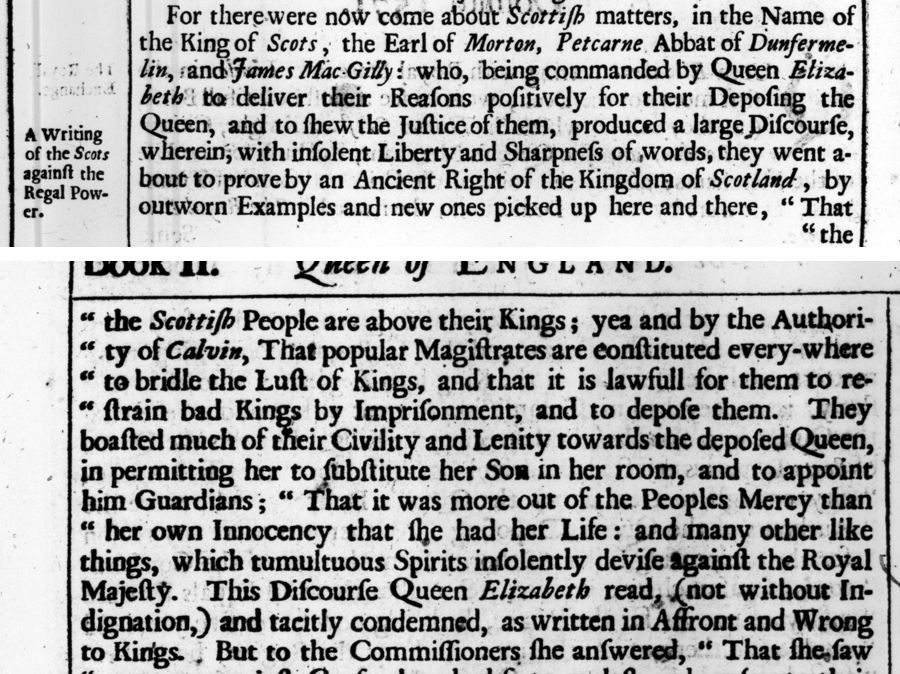 For there were now come about Scottiſh matters, in the Name of
the King of Scots, the Earl of Morton, Petcarne Abbat of Dunferme-
lin, and James Mac-Gilly: who, being commanded by Queen Eliza-
beth to deliver their Reaſons poſitively for their Depoſing the
Queen, and to ſhew the Juſtice of them, produced a large Diſcourſe,
wherein, with inſolent Liberty and Sharpneſs of words, they went a-
bout to prove by an Ancient Right of the Kingdom of Scotland, by
outworn Examples and new ones picked up here and there, “ That
“ the
A Writing
of the Scots
againſt the
Regal Pow-
er.
Book II. Queen of ENGLAND.
“ the Scottiſh People are above their Kings; yea and by the Authori-
“ ty of Calvin, That popular Magiſtrates are conſtituted every-where
“ to bridle the Luſt of Kings, and that it is lawfull for them to re-
“ ſtrain bad Kings by Impriſonment, and to depoſe them. They
boaſted much of their Civility and Lenity towards the depoſed Queen,
in permitting her to ſubſtitute her Son in her room, and to appoint
him Guardians; “ That it was more out of the Peoples Mercy than
“ her own Innocency that ſhe had her Life: and many other like
things, which tumultuous Spirits inſolently deviſe againſt the Royal
Majeſty. This Diſcourſe Queen Elizabeth read, (not without In-
dignation,) and tacitly condemned, as written in Affront and Wrong
to Kings. But to the Commiſſioners ſhe anſwered, “ That ſhe ſaw